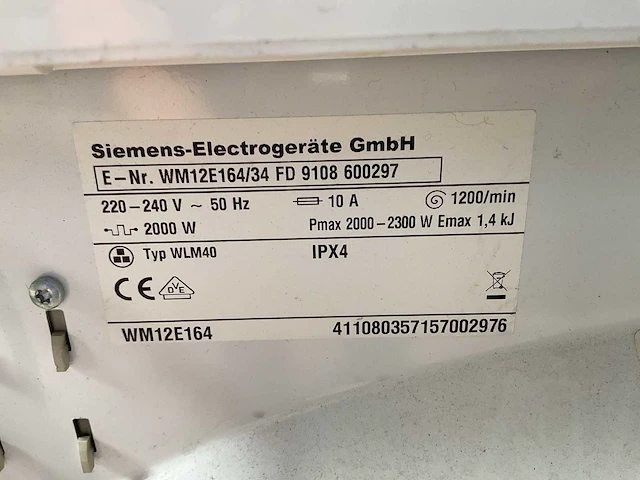 Siemens-Electrogeräte GmbH
E-Nr. WM12E164/34 FD 9108 600297
220-240 V ~ 50 Hz 10 A 1200/min
2000 W Pmax 2000-2300 W Emax 1,4 kJ
Typ WLM40 IPX4
CE DVE
WM12E164 411080357157002976